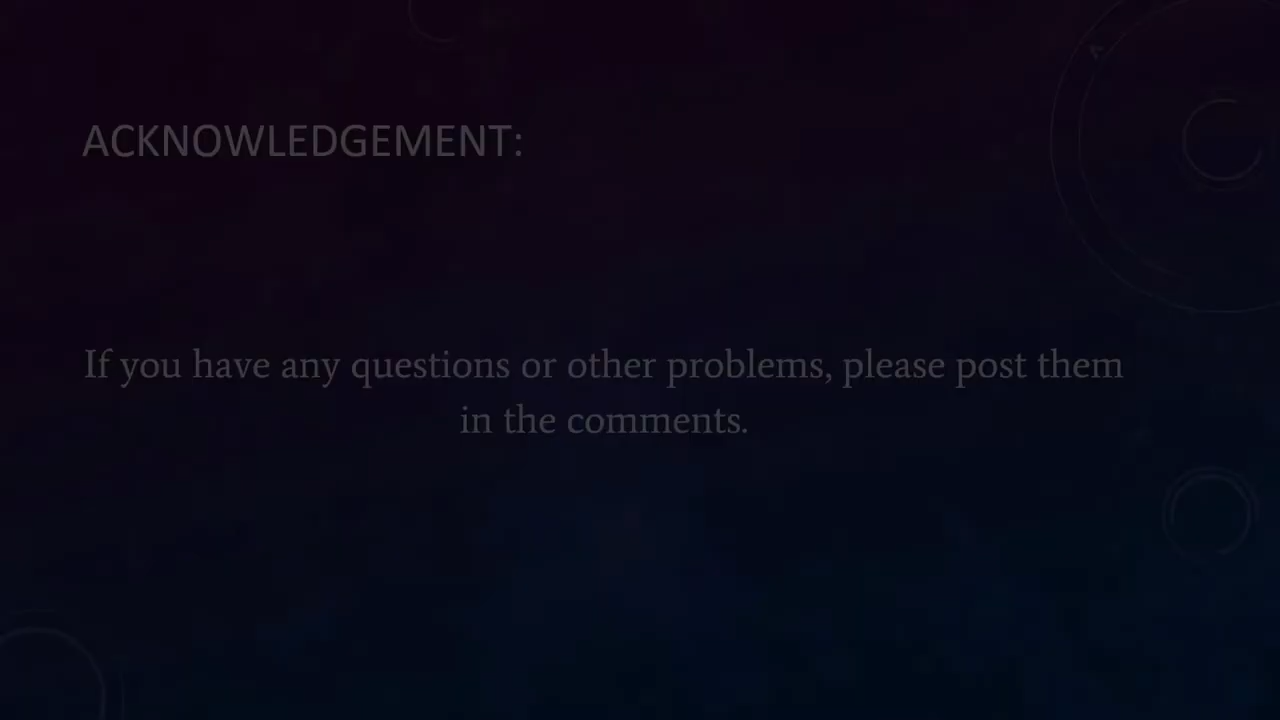 ACKNOWLEDGEMENT:
If you have any questions or other problems, please post them
in the comments.